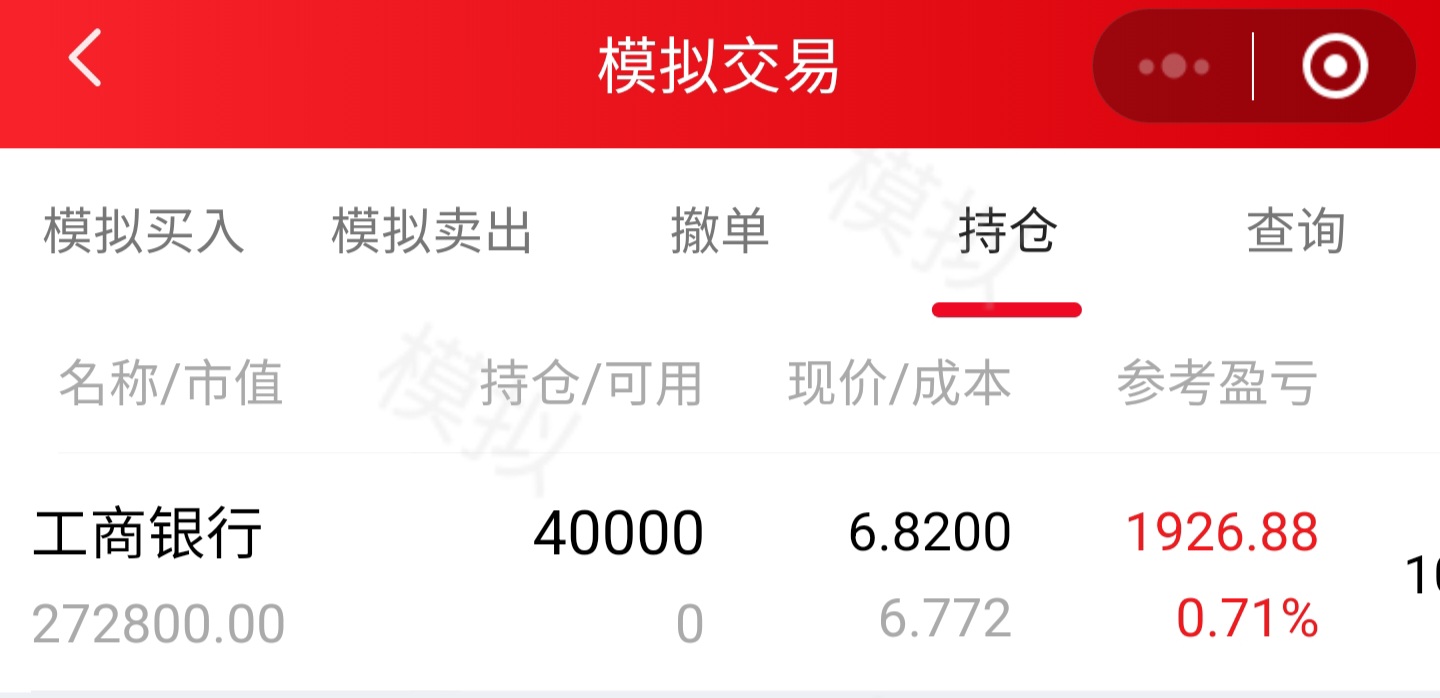 模拟交易
模拟买入 模拟卖出 撤单 持仓 查询
名称/市值 持仓/可用 现价/成本 参考盈亏
工商银行 40000 6.8200 1926.88
272800.00 0 6.772 0.71%
模拟
模拟